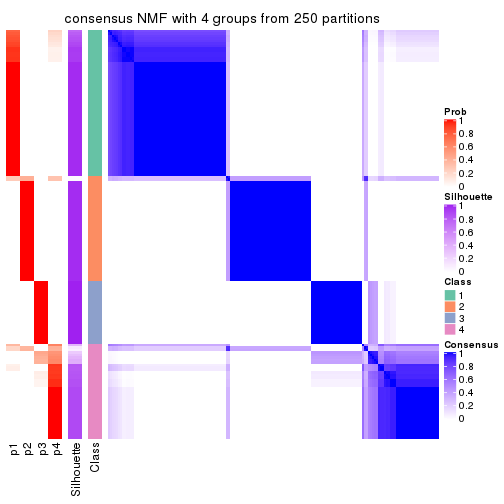 consensus NMF with 4 groups from 250 partitions
Prob
1
0.8
0.6
0.4
0.2
0
Silhouette
1
0.8
0.6
0.4
0.2
0
Class
1
2
3
4
Consensus
1
0.8
0.6
0.4
0.2
0
p1
p2
p3
p4
Silhouette
Class